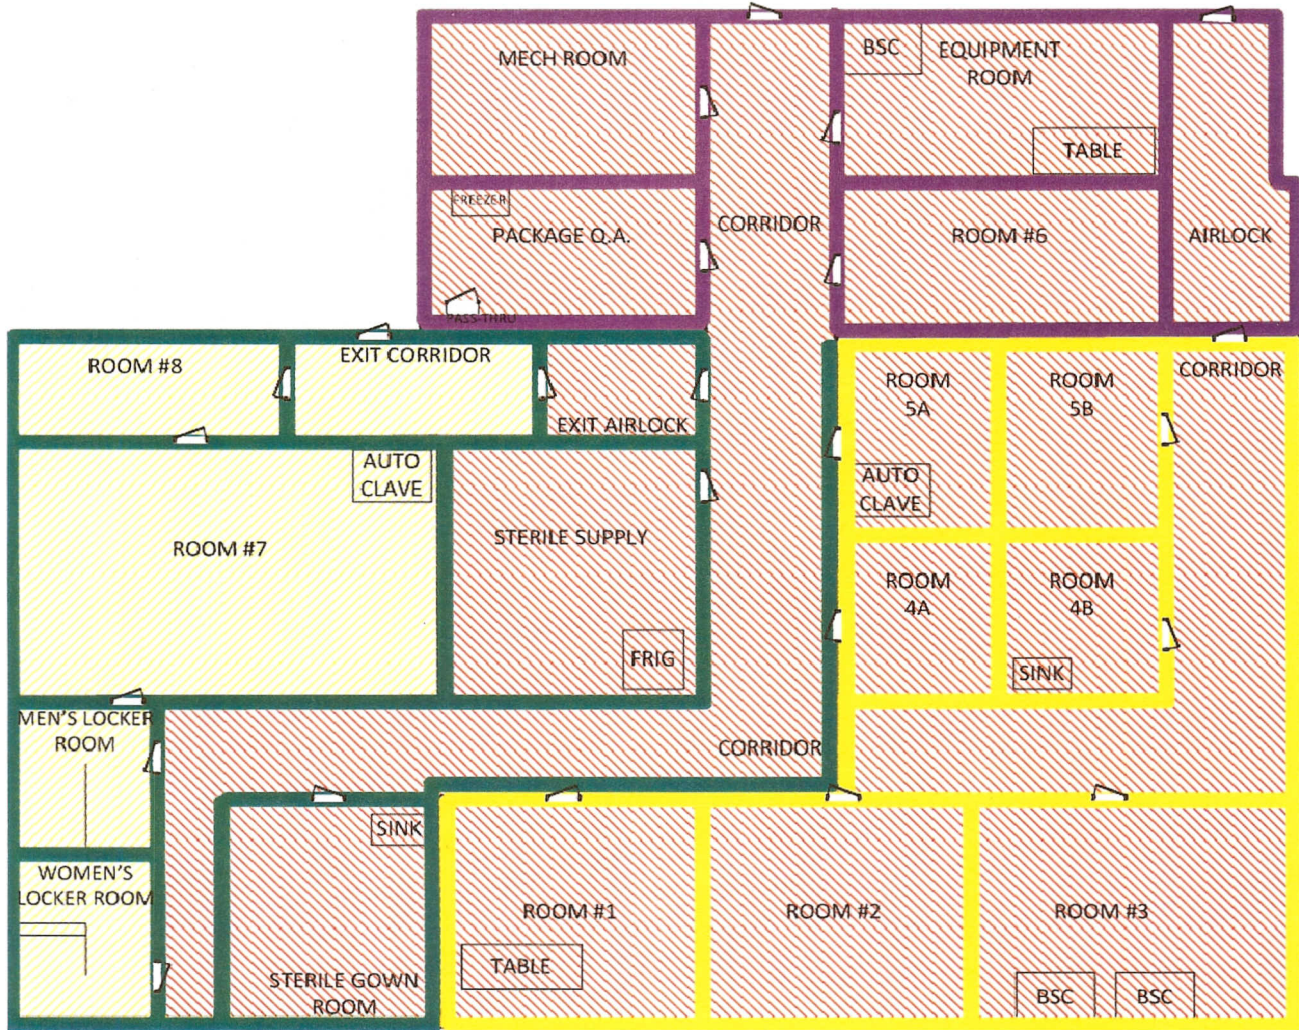 MECH ROOM
BSC
EQUIPMENT
ROOM
TABLE
FREEZER
PACKAGE Q.A.
PASS-THRU
CORRIDOR
ROOM #6
AIRLOCK
ROOM #8
EXIT CORRIDOR
EXIT AIRLOCK
ROOM
5A
ROOM
5B
CORRIDOR
AUTO
CLAVE
AUTO
CLAVE
ROOM #7
STERILE SUPPLY
FRIG
ROOM
4A
ROOM
4B
SINK
MEN'S LOCKER
ROOM
CORRIDOR
SINK
WOMEN'S
LOCKER ROOM
STERILE GOWN
ROOM
ROOM #1
TABLE
ROOM #2
ROOM #3
BSC
BSC